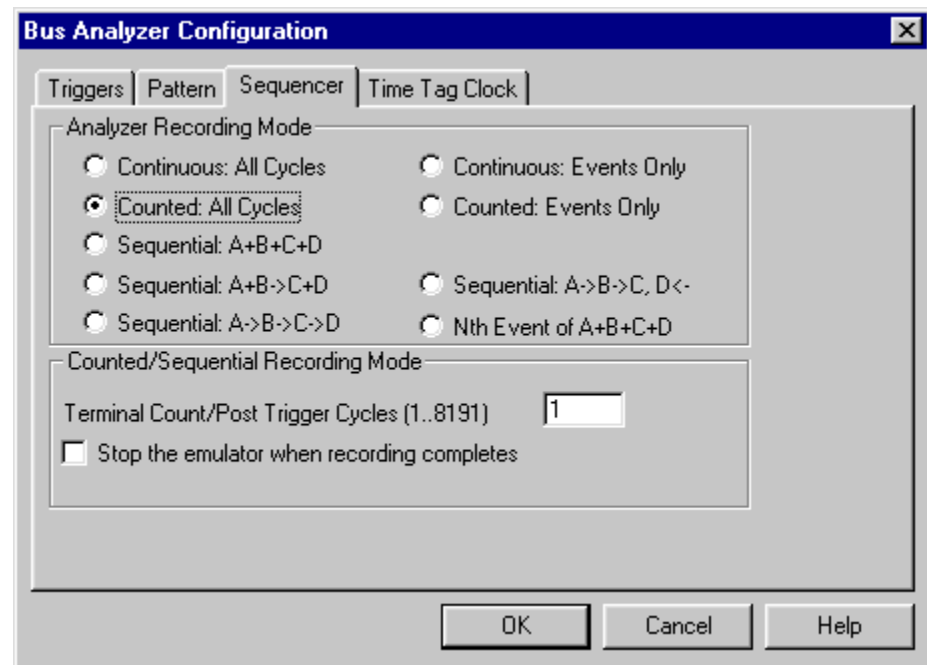 Bus Analyzer Configuration
Triggers
Pattern
Sequencer
Time Tag Clock
Analyzer Recording Mode
Continuous: All Cycles
Continuous: Events Only
Counted: All Cycles
Counted: Events Only
Sequential: A+B+C+D
Sequential: A+B->C+D
Sequential: A->B->C, D<-
Sequential: A->B->C->D
Nth Event of A+B+C+D
Counted/Sequential Recording Mode
Terminal Count/Post Trigger Cycles (1..8191)
1
Stop the emulator when recording completes
OK
Cancel
Help